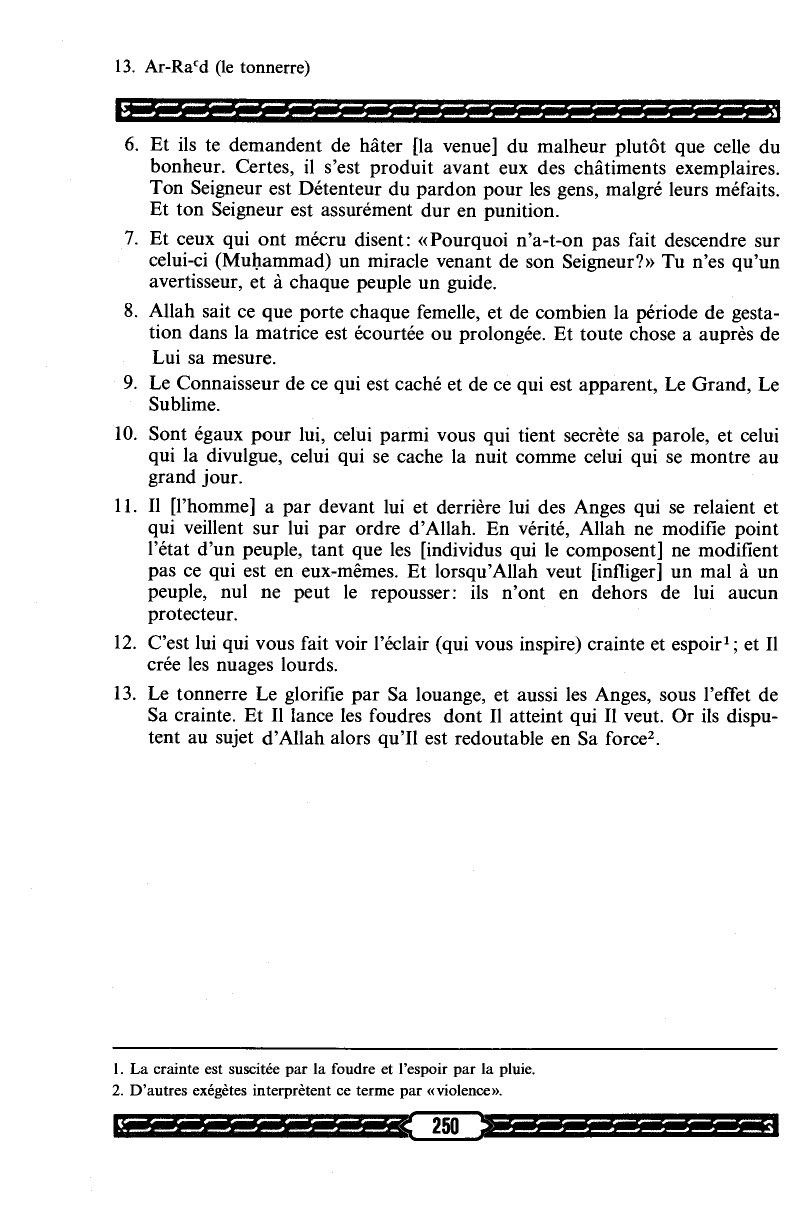 13. Ar-Raᶜd (le tonnerre)
6. Et ils te demandent de hâter [la venue] du malheur plutôt que celle du
bonheur. Certes, il s’est produit avant eux des châtiments exemplaires.
Ton Seigneur est Détenteur du pardon pour les gens, malgré leurs méfaits.
Et ton Seigneur est assurément dur en punition.
7. Et ceux qui ont mécru disent: «Pourquoi n’a-t-on pas fait descendre sur
celui-ci (Muḥammad) un miracle venant de son Seigneur?» Tu n’es qu’un
avertisseur, et à chaque peuple un guide.
8. Allah sait ce que porte chaque femelle, et de combien la période de gesta-
tion dans la matrice est écourtée ou prolongée. Et toute chose a auprès de
Lui sa mesure.
9. Le Connaisseur de ce qui est caché et de ce qui est apparent, Le Grand, Le
Sublime.
10. Sont égaux pour lui, celui parmi vous qui tient secrète sa parole, et celui
qui la divulgue, celui qui se cache la nuit comme celui qui se montre au
grand jour.
11. Il [l’homme] a par devant lui et derrière lui des Anges qui se relaient et
qui veillent sur lui par ordre d’Allah. En vérité, Allah ne modifie point
l’état d’un peuple, tant que les [individus qui le composent] ne modifient
pas ce qui est en eux-mêmes. Et lorsqu’Allah veut [infliger] un mal à un
peuple, nul ne peut le repousser: ils n’ont en dehors de lui aucun
protecteur.
12. C’est lui qui vous fait voir l’éclair (qui vous inspire) crainte et espoir¹; et Il
crée les nuages lourds.
13. Le tonnerre Le glorifie par Sa louange, et aussi les Anges, sous l’effet de
Sa crainte. Et Il lance les foudres dont Il atteint qui Il veut. Or ils dispu-
tent au sujet d’Allah alors qu’Il est redoutable en Sa force².
1. La crainte est suscitée par la foudre et l’espoir par la pluie.
2. D’autres exégètes interprètent ce terme par «violence».
250